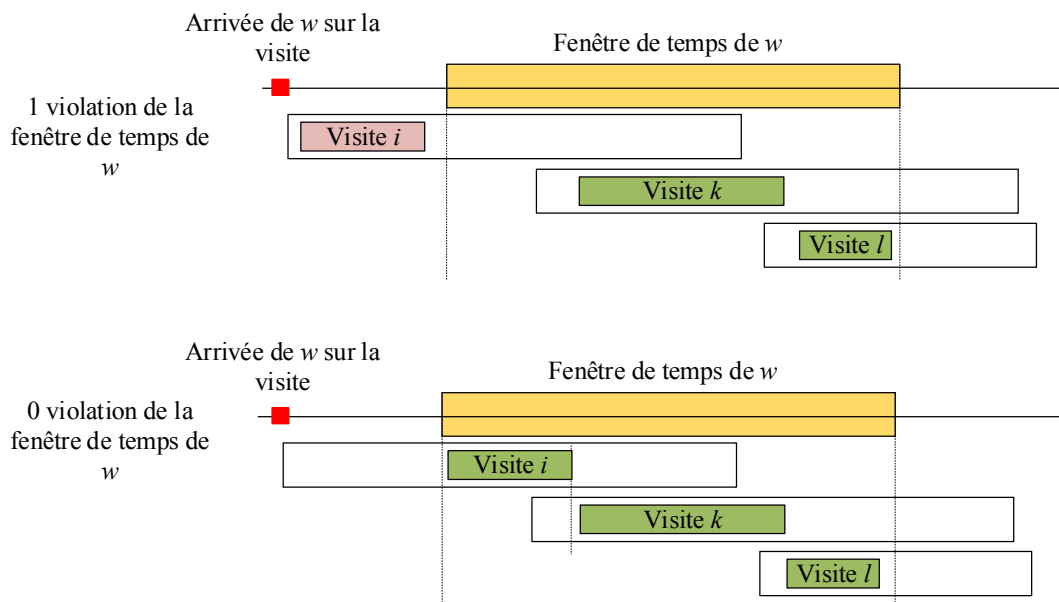 Arrivée de w sur la
visite
Fenêtre de temps de w
1 violation de la
fenêtre de temps de
w
Visite i
Visite k
Visite l
Arrivée de w sur la
visite
Fenêtre de temps de w
0 violation de la
fenêtre de temps de
w
Visite i
Visite k
Visite l